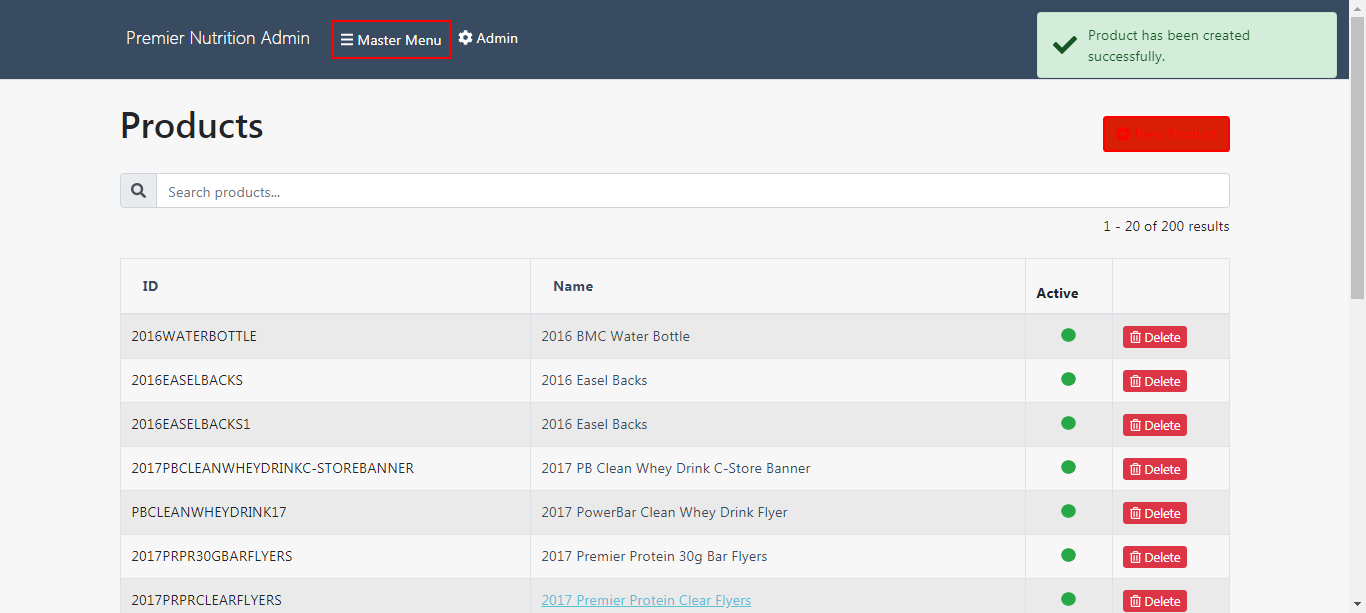 Premier Nutrition Admin
Master Menu
Admin
Product has been created
successfully.
Products
Search products...
1 - 20 of 200 results
ID Name Active
2016WATERBOTTLE 2016 BMC Water Bottle Delete
2016EASELBACKS 2016 Easel Backs Delete
2016EASELBACKS1 2016 Easel Backs Delete
2017PBCLEANWHEYDRINKC-STOREBANNER 2017 PB Clean Whey Drink C-Store Banner Delete
PBCLEANWHEYDRINK17 2017 PowerBar Clean Whey Drink Flyer Delete
2017PRPR30GBARFLYERS 2017 Premier Protein 30g Bar Flyers Delete
2017PRPRCLEARFLYERS 2017 Premier Protein Clear Flyers Delete